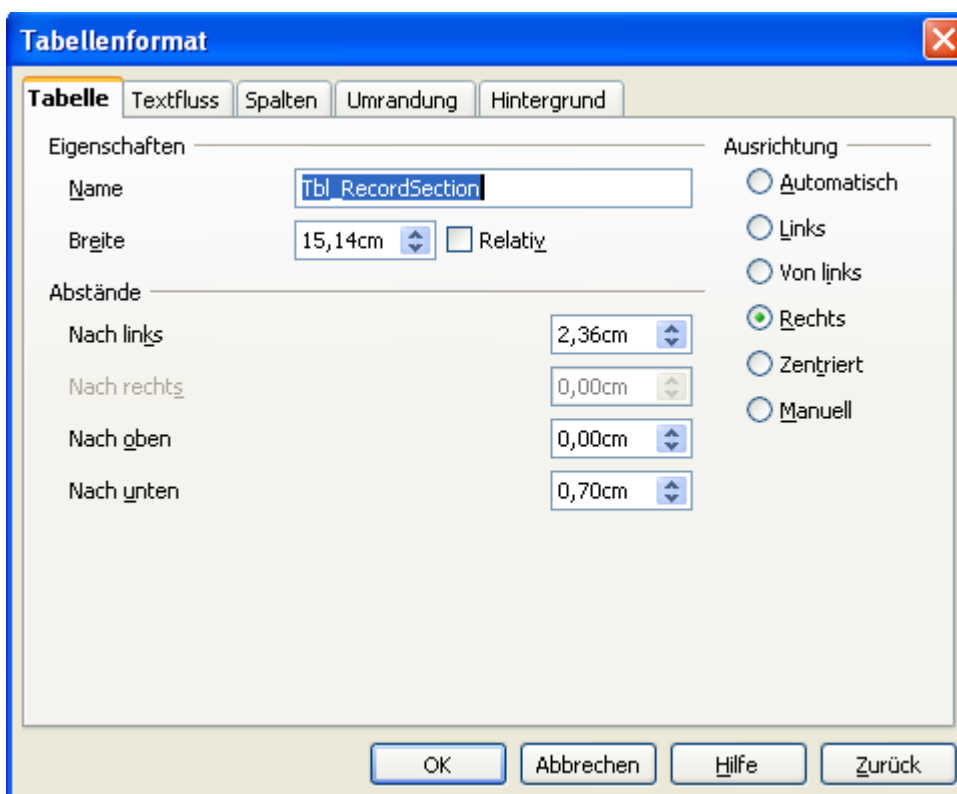 Tabellenformat
Tabelle Textfluss Spalten Umrandung Hintergrund
Eigenschaften
Name Tbl_RecordSection
Breite 15,14cm Relativ
Abstände
Nach links 2,36cm
Nach rechts 0,00cm
Nach oben 0,00cm
Nach unten 0,70cm
Ausrichtung
Automatisch
Links
Von links
Rechts
Zentriert
Manuell
OK Abbrechen Hilfe Zurück